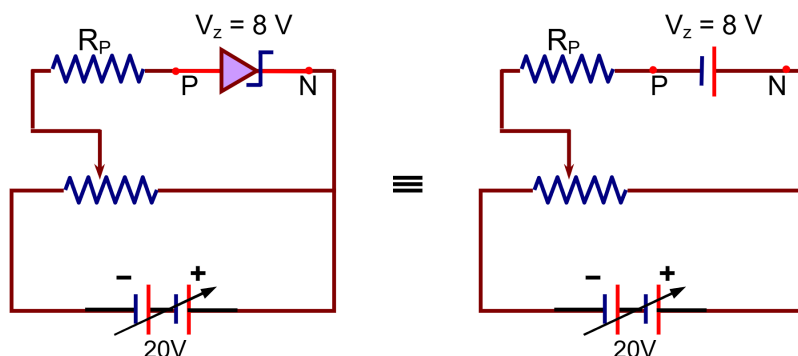 V_z = 8 V
R_P
P
N
− +
20V
≡
V_z = 8 V
R_P
P
N
− +
20V